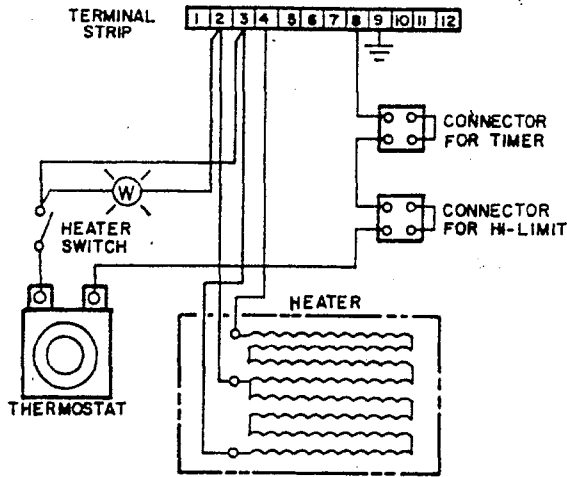 TERMINAL
STRIP
1 2 3 4 5 6 7 8 9 10 11 12
CONNECTOR
FOR TIMER
W
HEATER
SWITCH
CONNECTOR
FOR HI-LIMIT
HEATER
THERMOSTAT